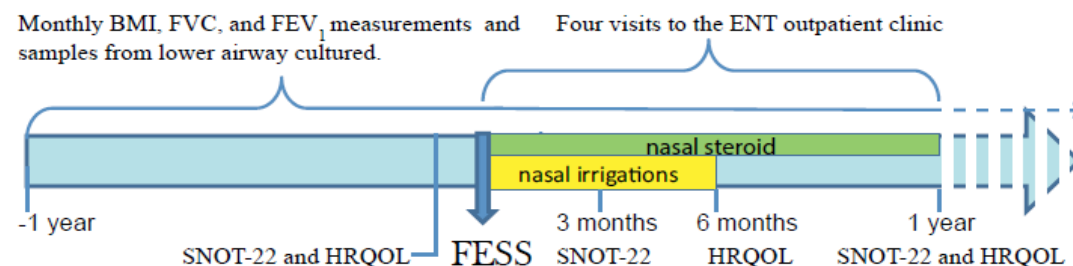 Monthly BMI, FVC, and FEV1 measurements and
samples from lower airway cultured.
Four visits to the ENT outpatient clinic
nasal steroid
nasal irrigations
-1 year
3 months
6 months
1 year
SNOT-22 and HRQOL
FESS
SNOT-22
HRQOL
SNOT-22 and HRQOL